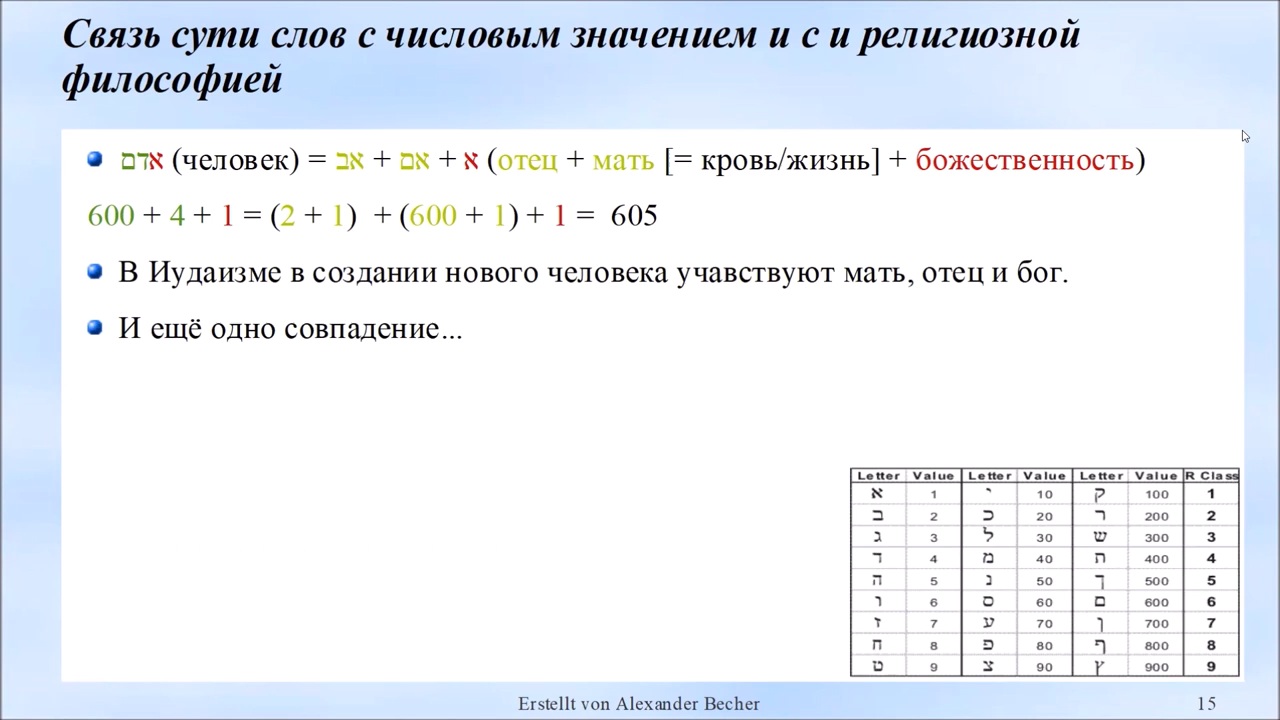 Связь сути слов с числовым значением и с и религиозной
философией
אדם (человек) = אב + אם + א (отец + мать [= кровь/жизнь] + божественность)
600 + 4 + 1 = (2 + 1) + (600 + 1) + 1 = 605
В Иудаизме в создании нового человека учавствуют мать, отец и бог.
И ещё одно совпадение...
Letter Value Letter Value Letter Value R Class
א 1 י 10 ק 100 1
ב 2 כ 20 ר 200 2
ג 3 ל 30 ש 300 3
ד 4 מ 40 ת 400 4
ה 5 נ 50 ך 500 5
ו 6 ס 60 ם 600 6
ז 7 ע 70 ן 700 7
ח 8 פ 80 ף 800 8
ט 9 צ 90 ץ 900 9
Erstellt von Alexander Becher 15